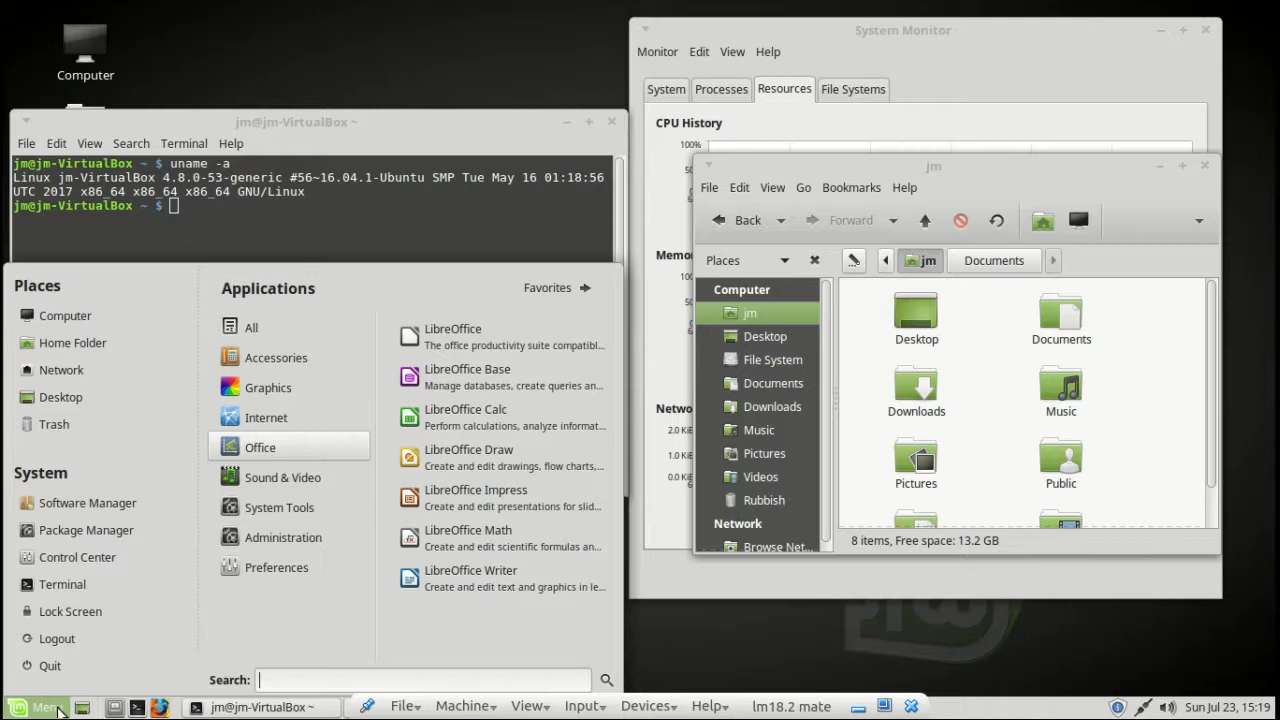 Computer
jm@jm-VirtualBox ~
File Edit View Search Terminal Help
jm@jm-VirtualBox ~ $ uname -a
Linux jm-VirtualBox 4.8.0-53-generic #56~16.04.1-Ubuntu SMP Tue May 16 01:18:56
UTC 2017 x86_64 x86_64 x86_64 GNU/Linux
jm@jm-VirtualBox ~ $
System Monitor
Monitor Edit View Help
System Processes Resources File Systems
CPU History
100%
jm
File Edit View Go Bookmarks Help
Back Forward
Places jm Documents
Computer
jm
Desktop
File System
Documents
Downloads
Music
Pictures
Videos
Rubbish
Network
Browse Net...
Desktop Documents
Downloads Music
Pictures Public
8 items, Free space: 13.2 GB
2.0 KiB
Places
Computer
Home Folder
Network
Desktop
Trash
System
Software Manager
Package Manager
Control Center
Terminal
Lock Screen
Logout
Quit
Applications
Favorites
All
Accessories
Graphics
Internet
Office
Sound & Video
System Tools
Administration
Preferences
LibreOffice
The office productivity suite compatibl...
LibreOffice Base
Manage databases, create queries an...
LibreOffice Calc
Perform calculations, analyze informat...
LibreOffice Draw
Create and edit drawings, flow charts,...
LibreOffice Impress
Create and edit presentations for slid...
LibreOffice Math
Create and edit scientific formulas an...
LibreOffice Writer
Create and edit text and graphics in le...
Search:
jm@jm-VirtualBox ~
File Machine View Input Devices Help lm18.2 mate
Sun Jul 23, 15:19